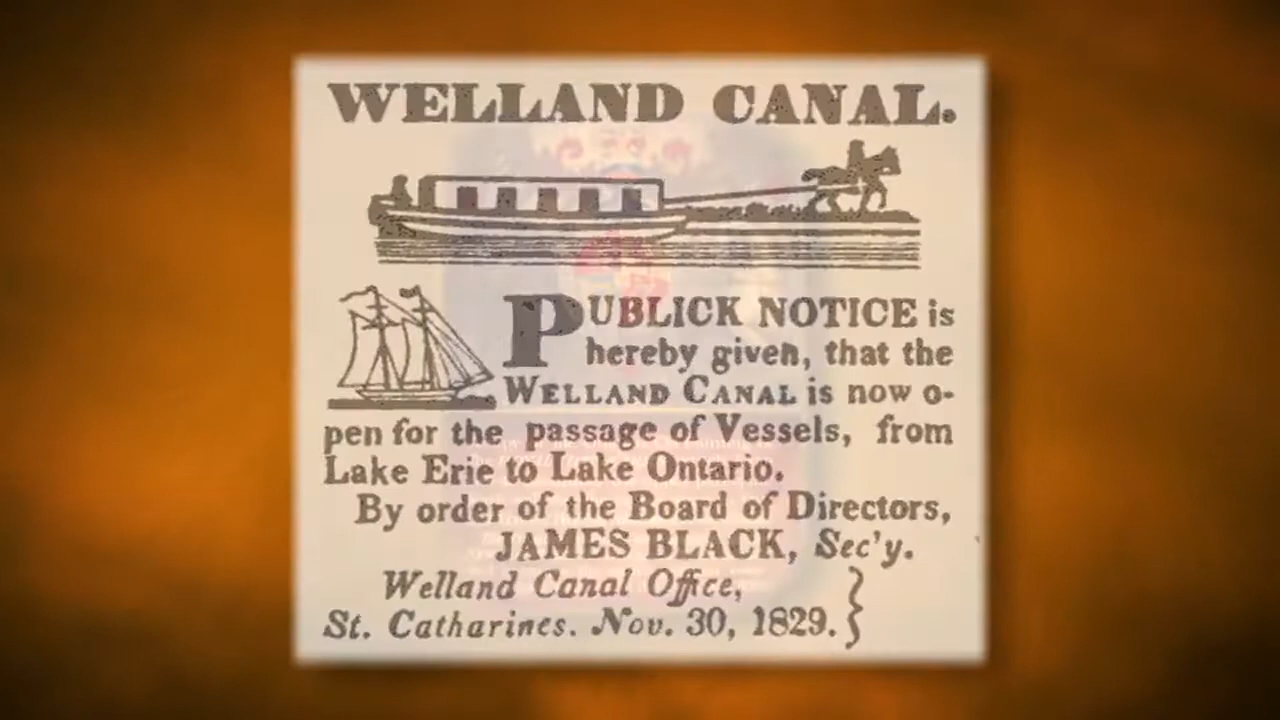 WELLAND CANAL.
PUBLICK NOTICE is
hereby given, that the
WELLAND CANAL is now o-
pen for the passage of Vessels, from
Lake Erie to Lake Ontario.
By order of the Board of Directors,
JAMES BLACK, Sec'y.
Welland Canal Office,
St. Catharines. Nov. 30, 1829.